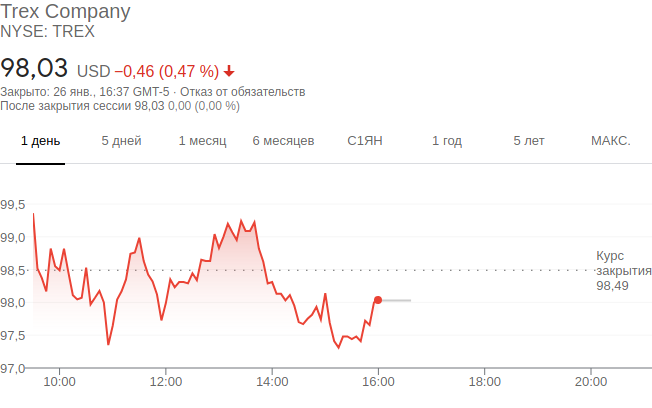 Trex Company
NYSE: TREX
98,03 USD −0,46 (0,47 %)
Закрыто: 26 янв., 16:37 GMT-5 · Отказ от обязательств
После закрытия сессии 98,03 0,00 (0,00 %)
1 день 5 дней 1 месяц 6 месяцев С1ЯН 1 год 5 лет МАКС.
99,5
99,0
Курс
98,5 закрытия
98,49
98,0
97,5
97,0
10:00 12:00 14:00 16:00 18:00 20:00